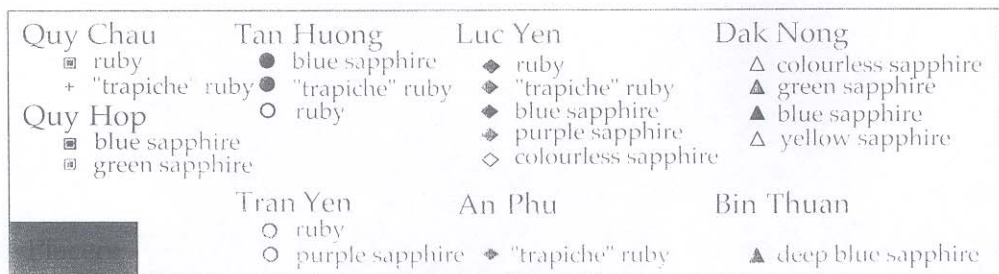 Quy Chau
ruby
"trapiche" ruby
Quy Hop
blue sapphire
green sapphire
Tan Huong
blue sapphire
"trapiche" ruby
ruby
Luc Yen
ruby
"trapiche" ruby
blue sapphire
purple sapphire
colourless sapphire
Dak Nong
colourless sapphire
green sapphire
blue sapphire
yellow sapphire
Tran Yen
ruby
purple sapphire
An Phu
"trapiche" ruby
Bin Thuan
deep blue sapphire